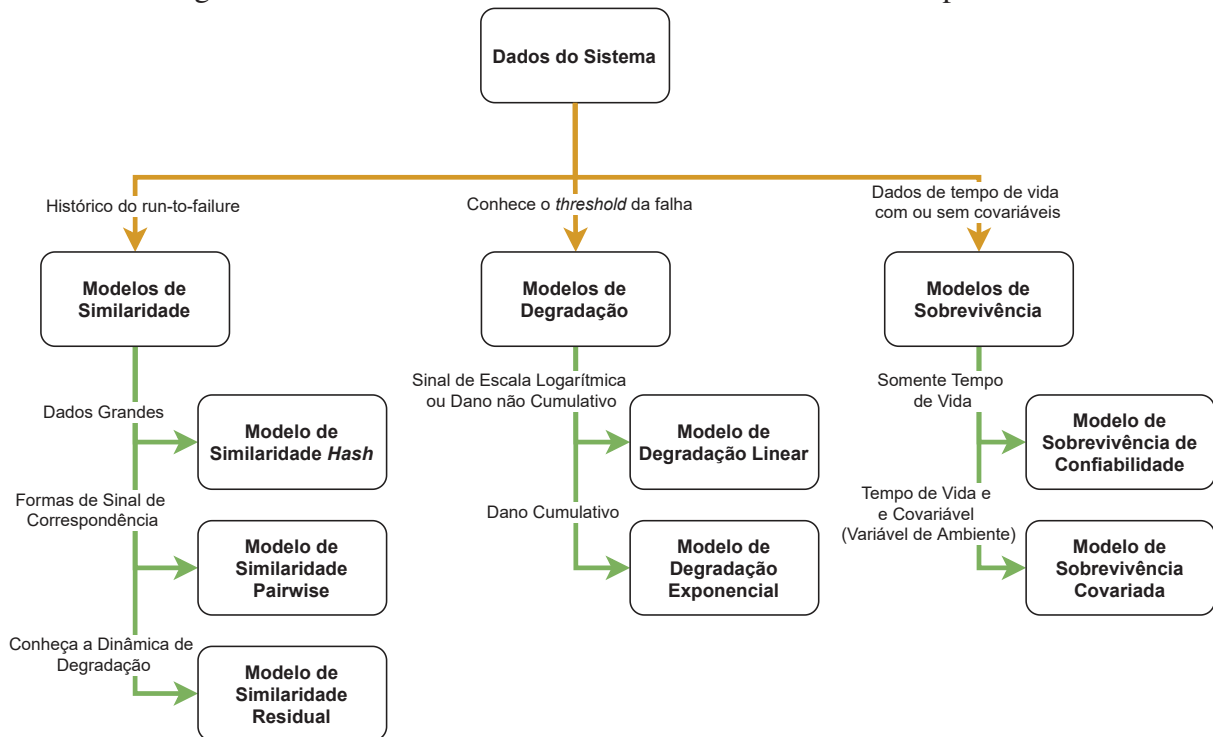 Dados do Sistema
Histórico do run-to-failure
Conhece o threshold da falha
Dados de tempo de vida
com ou sem covariáveis
Modelos de
Similaridade
Modelos de
Degradação
Modelos de
Sobrevivência
Dados Grandes
Modelo de
Similaridade Hash
Formas de Sinal de
Correspondência
Modelo de
Similaridade
Pairwise
Conheça a Dinâmica de
Degradação
Modelo de
Similaridade
Residual
Sinal de Escala Logarítmica
ou Dano não Cumulativo
Modelo de
Degradação Linear
Dano Cumulativo
Modelo de
Degradação
Exponencial
Somente Tempo
de Vida
Modelo de
Sobrevivência de
Confiabilidade
Tempo de Vida e
e Covariável
(Variável de Ambiente)
Modelo de
Sobrevivência
Covariada